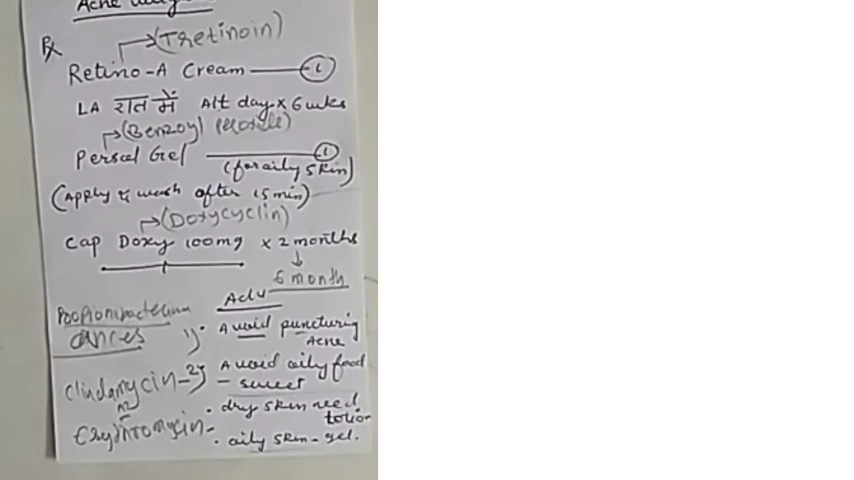 Acne
Rx (Tretinoin)
Retino-A Cream 1
LA रात में Alt day x 6 wks
(Benzoyl
Persol Gel 1
(for oily skin)
(Apply & wash after 15 min)
(Doxycyclin)
Cap Doxy 100mg x 2 months
6 month
Adv
Propionibacterium
acnes
1) Avoid puncturing
Acne
Clindamycin - 2) Avoid oily food
- sweet
Erythromycin - • dry skin need
lotion
• oily skin - gel.